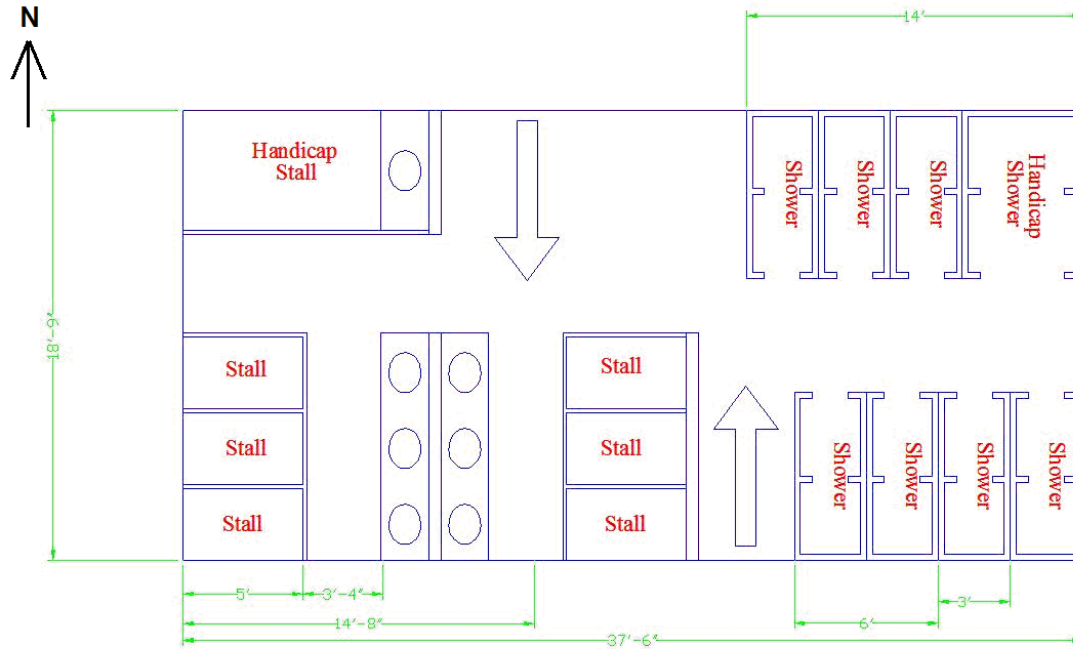 N
14'
Handicap
Stall
Shower
Shower
Shower
Handicap
Shower
18'-9"
Stall
Stall
Stall
Stall
Stall
Stall
Shower
Shower
Shower
Shower
5'
3'-4"
3'
14'-8"
6'
37'-6"